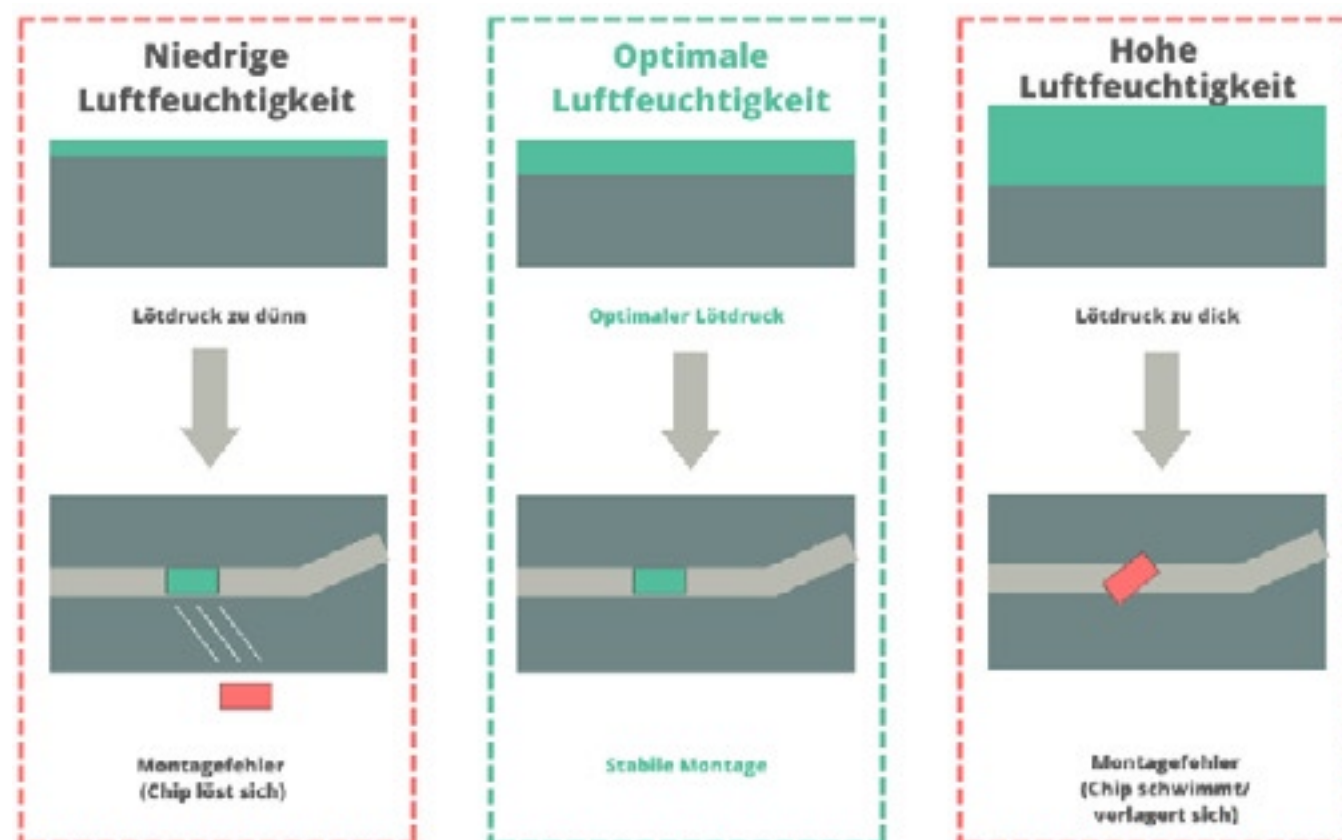 Niedrige
Luftfeuchtigkeit
Lötdruck zu dünn
Montagefehler
(Chip löst sich)
Optimale
Luftfeuchtigkeit
Optimaler Lötdruck
Stabile Montage
Hohe
Luftfeuchtigkeit
Lötdruck zu dick
Montagefehler
(Chip schwimmt/
verlagert sich)